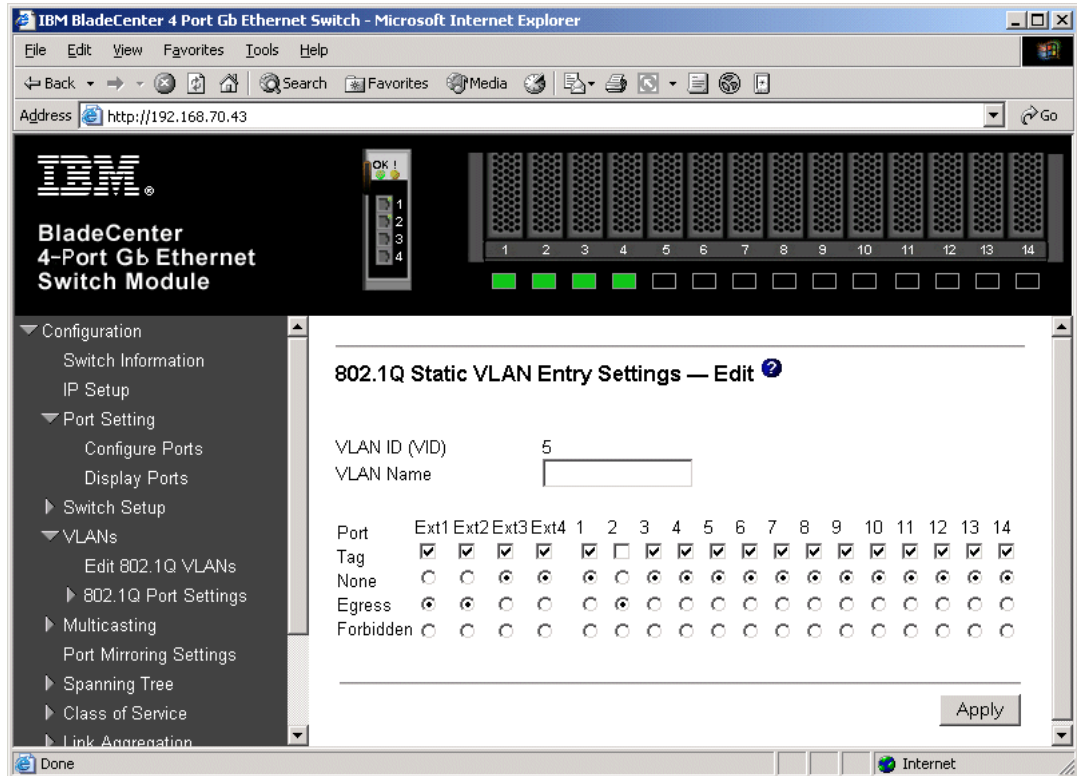 IBM BladeCenter 4 Port Gb Ethernet Switch - Microsoft Internet Explorer
File Edit View Favorites Tools Help
Back Search Favorites Media
Address http://192.168.70.43 Go
IBM®
BladeCenter
4-Port Gb Ethernet
Switch Module
OK !
1
2
3
4
1 2 3 4 5 6 7 8 9 10 11 12 13 14
Configuration
Switch Information
IP Setup
Port Setting
Configure Ports
Display Ports
Switch Setup
VLANs
Edit 802.1Q VLANs
802.1Q Port Settings
Multicasting
Port Mirroring Settings
Spanning Tree
Class of Service
Link Aggregation
802.1Q Static VLAN Entry Settings — Edit ?
VLAN ID (VID) 5
VLAN Name
Port Ext1 Ext2 Ext3 Ext4 1 2 3 4 5 6 7 8 9 10 11 12 13 14
Tag
None
Egress
Forbidden
Apply
Done Internet